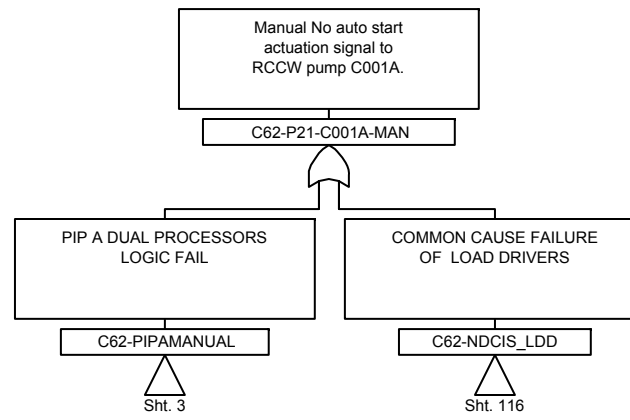 Manual No auto start
actuation signal to
RCCW pump C001A.
C62-P21-C001A-MAN
PIP A DUAL PROCESSORS
LOGIC FAIL
COMMON CAUSE FAILURE
OF LOAD DRIVERS
C62-PIPAMANUAL
C62-NDCIS_LDD
Sht. 3
Sht. 116